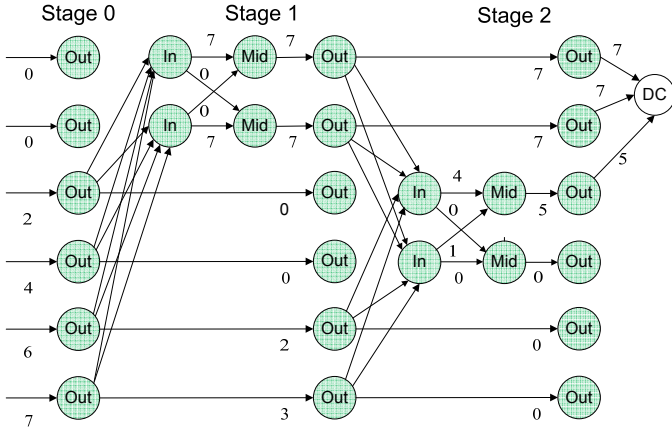 Stage 0 Stage 1 Stage 2
Out In 7 Mid 7 Out Out 7
0 0 7 DC
Out In 0 Mid Out Out 7
0 7 7 7 5
Out 0 Out In 4 Mid Out
2 0 5
Out Out In 1 Mid Out
4 0 0 0
Out Out Out
6 2 0
Out Out Out
7 3 0